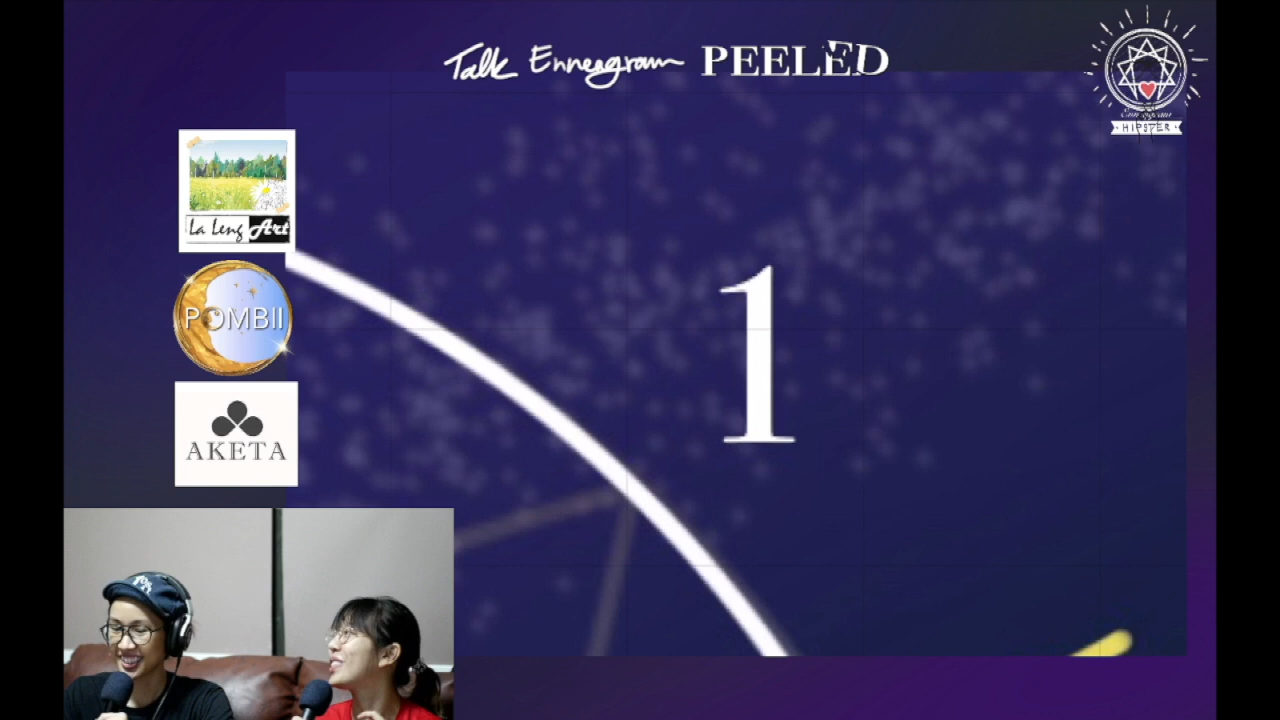 Talk Enneagram PEELED
Enneagram
HIPSTER
La Leng Art
POMBII
1
AKETA